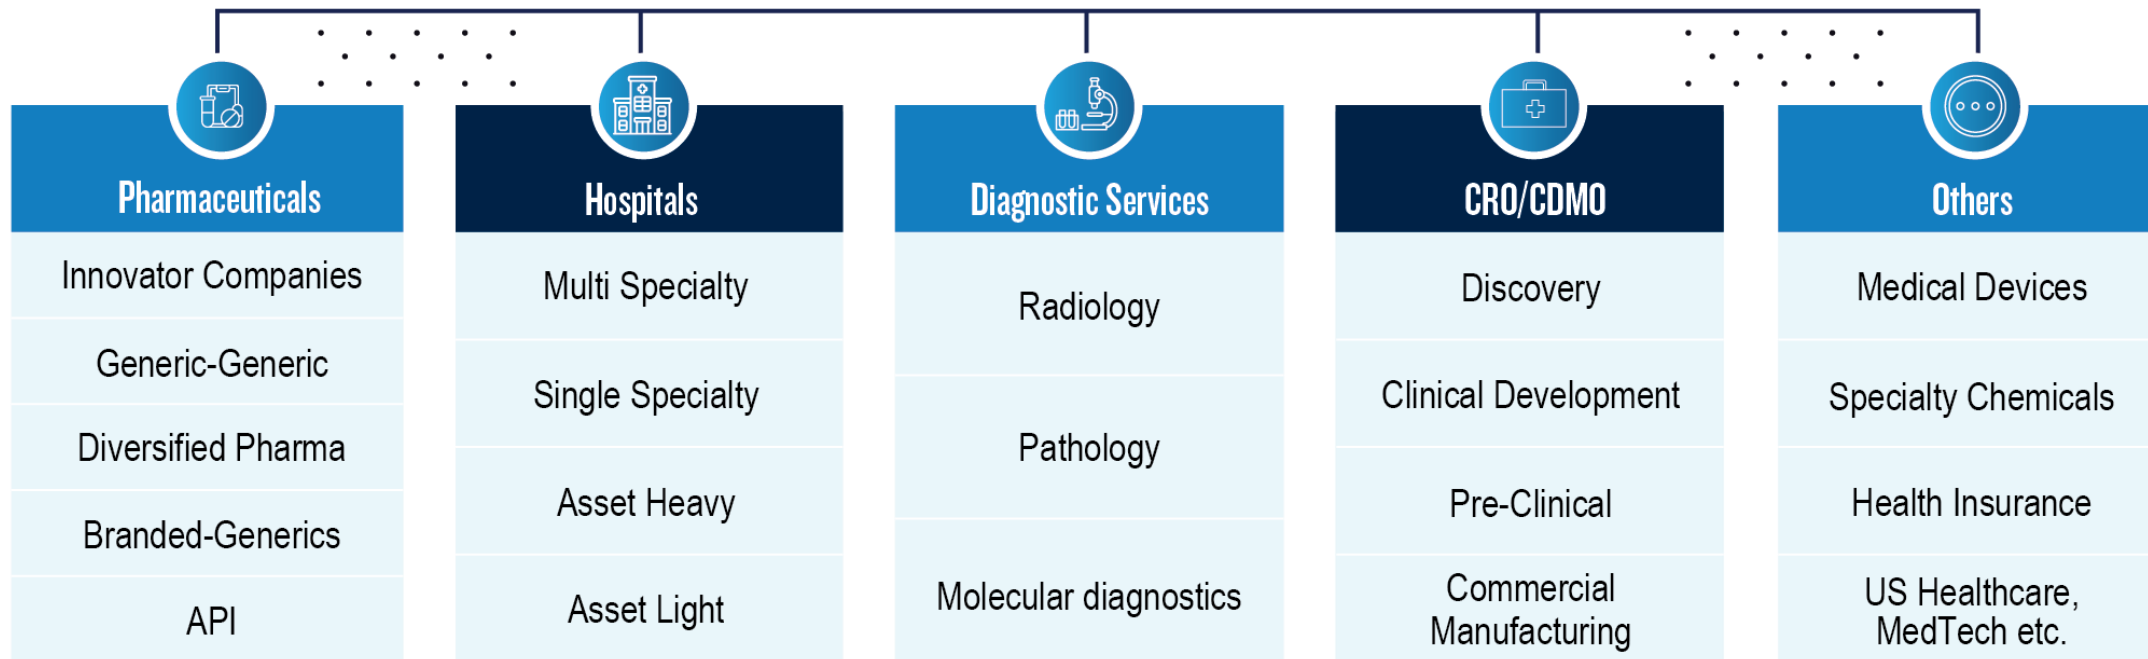 Pharmaceuticals
Innovator Companies
Generic-Generic
Diversified Pharma
Branded-Generics
API
Hospitals
Multi Specialty
Single Specialty
Asset Heavy
Asset Light
Diagnostic Services
Radiology
Pathology
Molecular diagnostics
CRO/CDMO
Discovery
Clinical Development
Pre-Clinical
Commercial
Manufacturing
Others
Medical Devices
Specialty Chemicals
Health Insurance
US Healthcare,
MedTech etc.